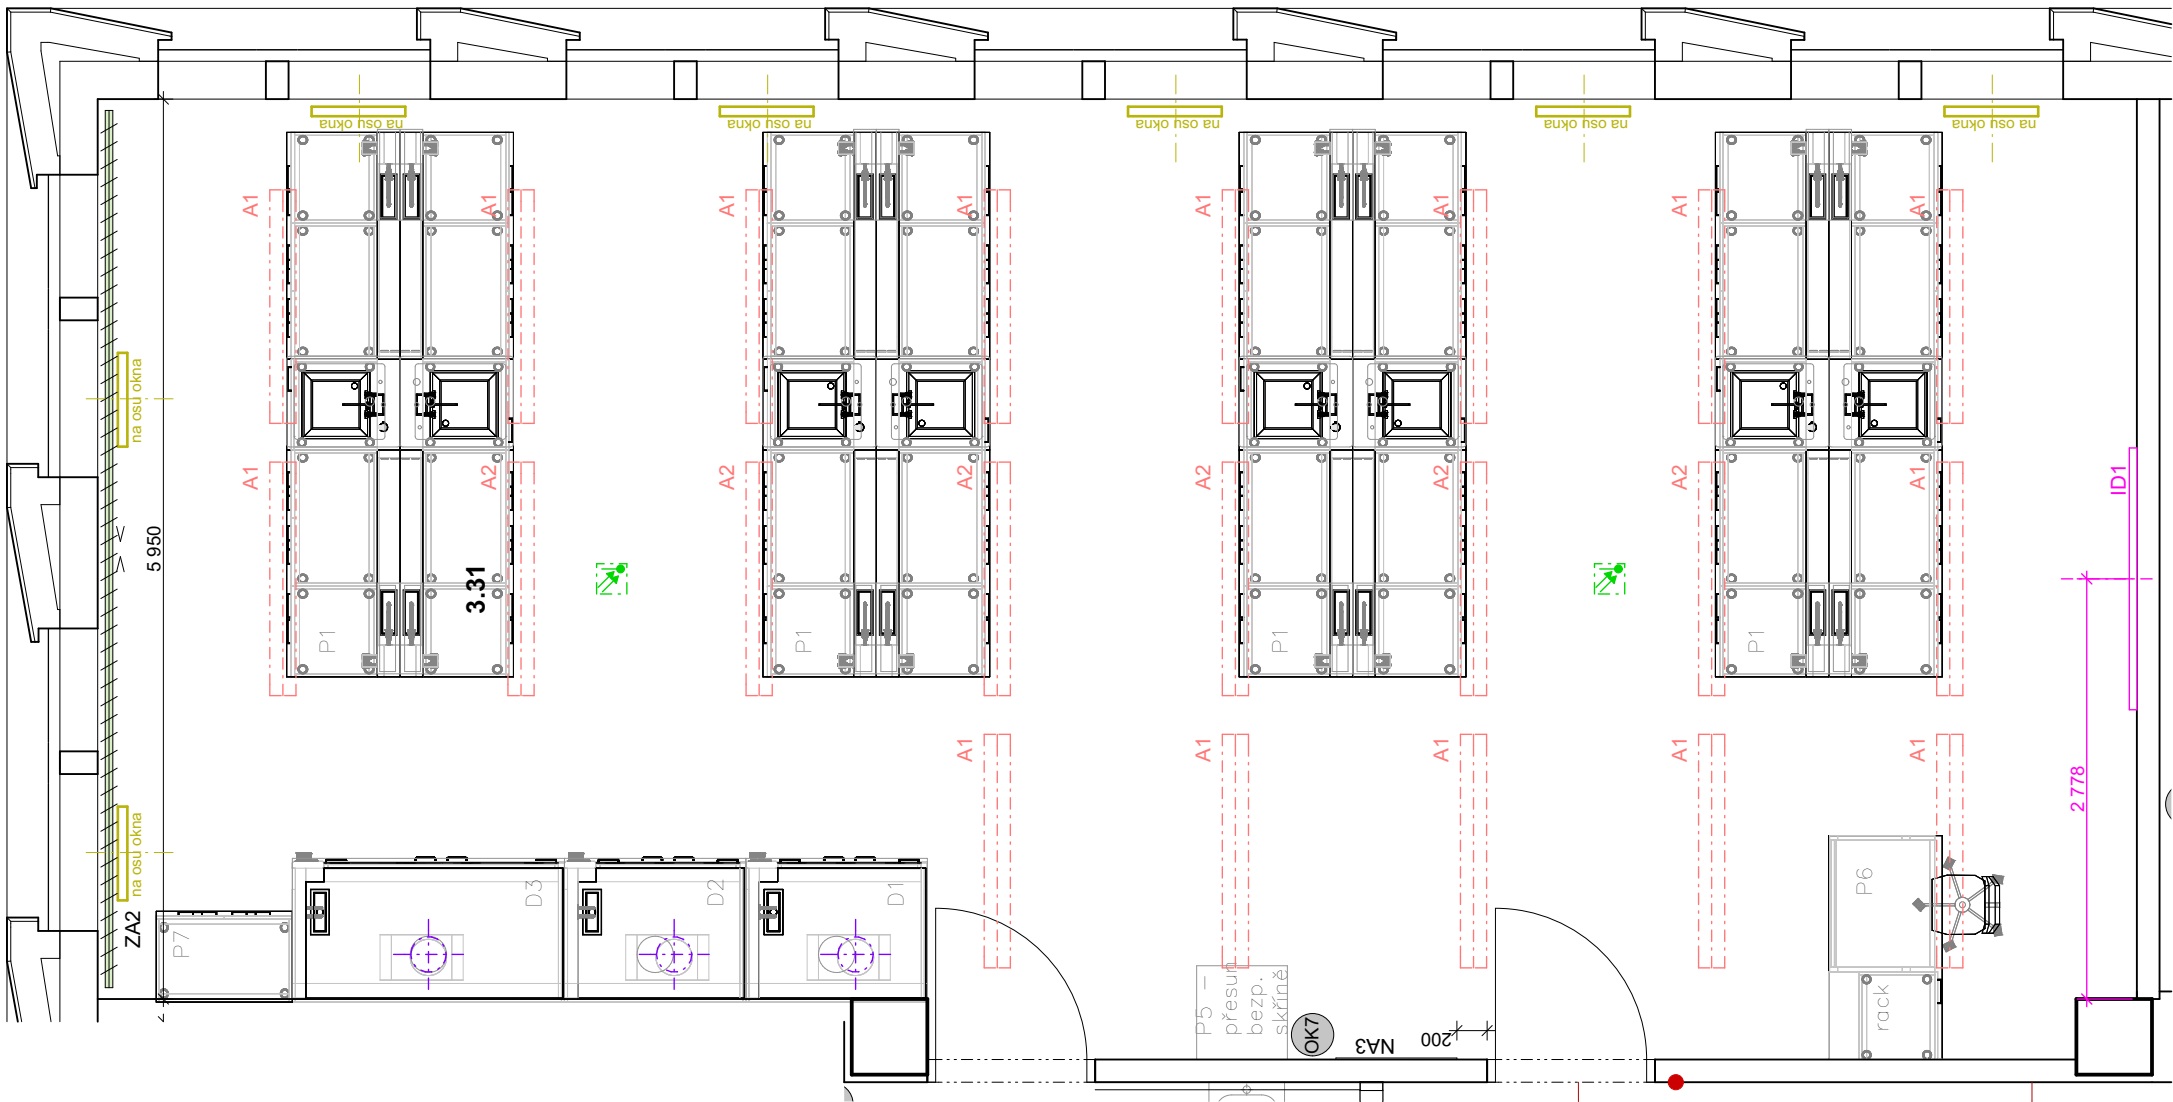 na osu okna
na osu okna
na osu okna
na osu okna
na osu okna
A1
A1
A1
A1
A1
A1
A1
A1
na osu okna
A1
A2
A2
A2
A2
A2
A2
A1
ID1
5 950
3.31
P1
P1
P1
P1
A1
A1
A1
A1
A1
2 778
na osu okna
ZA2
P7
D3
D2
D1
P6
P5 –
přesun
bezp.
skříně
rack
OK7
NA3
200